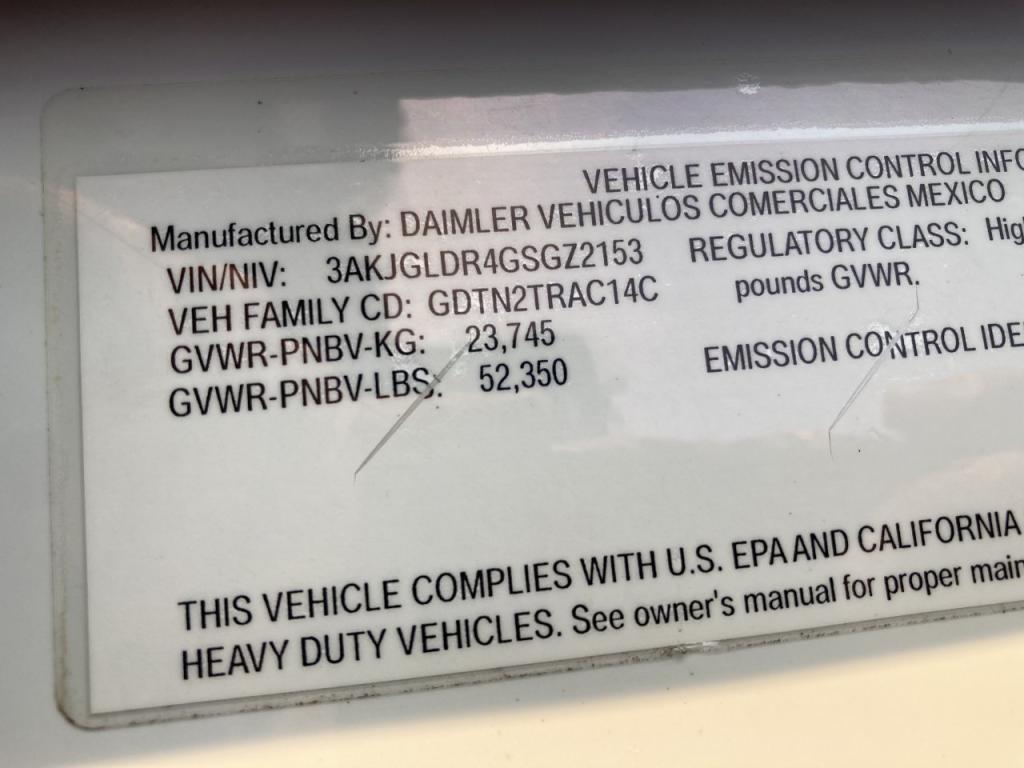 VEHICLE EMISSION CONTROL INFO
Manufactured By: DAIMLER VEHICULOS COMERCIALES MEXICO
VIN/NIV: 3AKJGLDR4GSGZ2153 REGULATORY CLASS: Hig
VEH FAMILY CD: GDTN2TRAC14C pounds GVWR.
GVWR-PNBV-KG: 23,745
GVWR-PNBV-LBS: 52,350 EMISSION CONTROL IDE
THIS VEHICLE COMPLIES WITH U.S. EPA AND CALIFORNIA
HEAVY DUTY VEHICLES. See owner's manual for proper main